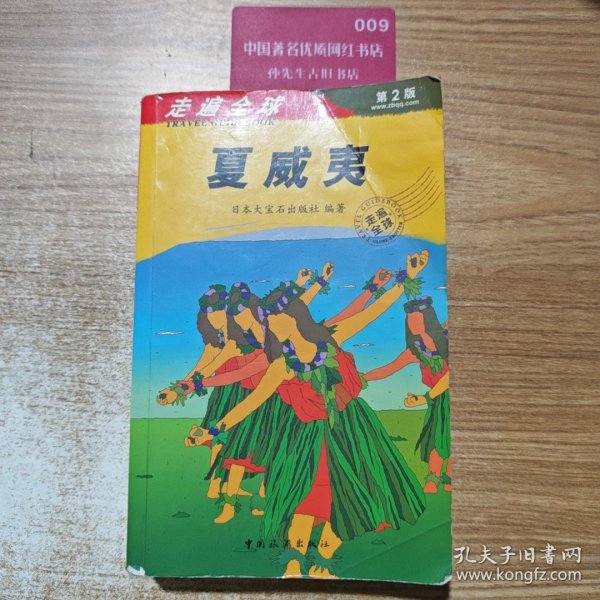 009
中国著名优质网红书店
孙先生古旧书店
走遍全球
TRAVEL GUIDE BOOK
第2版
www.zbqq.com
夏威夷
日本大宝石出版社 编著
TRAVEL GUIDEBOOK
走遍
全球
中国旅游出版社
孔夫子旧书网
www.kongfz.com